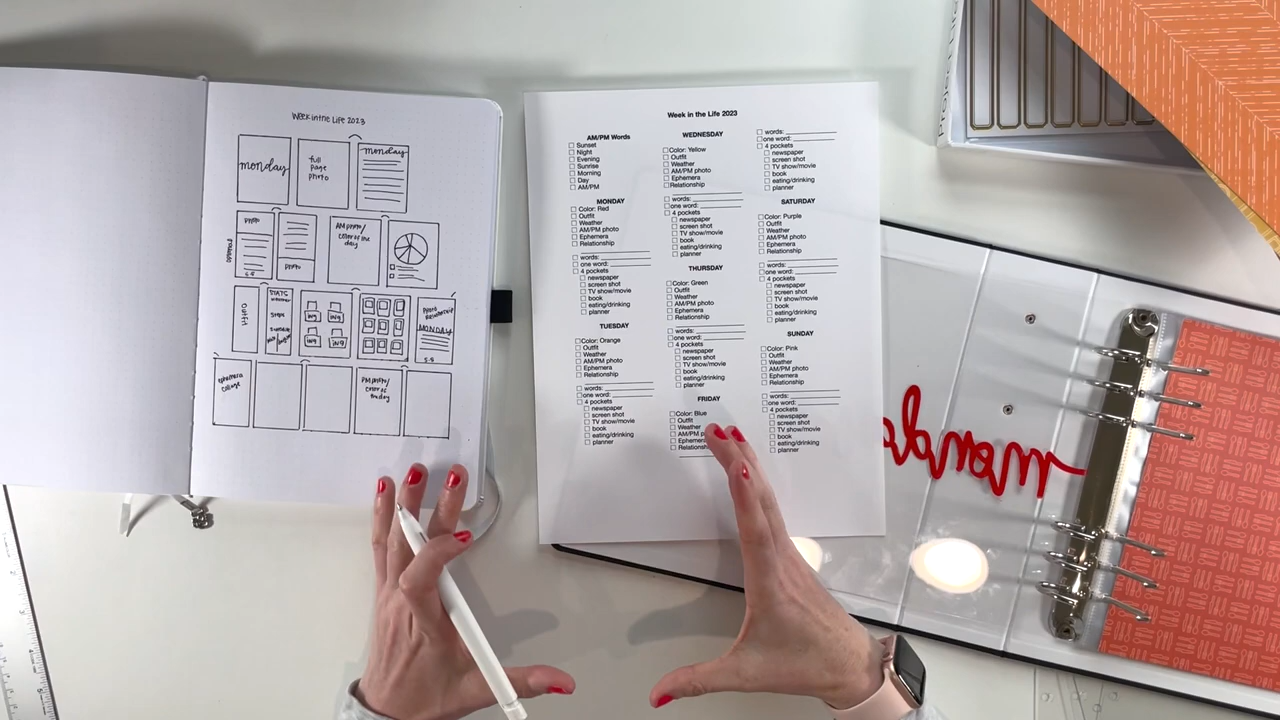 Week in the Life 2023
monday
full
page
photo
monday
PHOTO
PHOTO
AM PHOTO/
color of the
day
OUTFIT
PHOTO
MONDAY
ephemera
collage
PM PHOTO/
color of
the day
Week in the Life 2023
AM/PM Words
Sunset
Night
Evening
Sunrise
Morning
Day
AM/PM
MONDAY
Color: Red
Outfit
Weather
AM/PM photo
Ephemera
Relationship
words:
one word:
4 pockets
newspaper
screen shot
TV show/movie
book
eating/drinking
planner
TUESDAY
Color: Orange
Outfit
Weather
AM/PM photo
Ephemera
Relationship
words:
one word:
4 pockets
newspaper
screen shot
TV show/movie
book
eating/drinking
planner
WEDNESDAY
Color: Yellow
Outfit
Weather
AM/PM photo
Ephemera
Relationship
words:
one word:
4 pockets
newspaper
screen shot
TV show/movie
book
eating/drinking
planner
THURSDAY
Color: Green
Outfit
Weather
AM/PM photo
Ephemera
Relationship
words:
one word:
4 pockets
newspaper
screen shot
TV show/movie
book
eating/drinking
planner
FRIDAY
Color: Blue
Outfit
Weather
AM/PM p
Ephemera
Relationship
words:
one word:
4 pockets
newspaper
screen shot
TV show/movie
book
eating/drinking
planner
SATURDAY
Color: Purple
Outfit
Weather
AM/PM photo
Ephemera
Relationship
words:
one word:
4 pockets
newspaper
screen shot
TV show/movie
book
eating/drinking
planner
SUNDAY
Color: Pink
Outfit
Weather
AM/PM photo
Ephemera
Relationship
words:
one word:
4 pockets
newspaper
screen shot
TV show/movie
book
eating/drinking
planner
monda